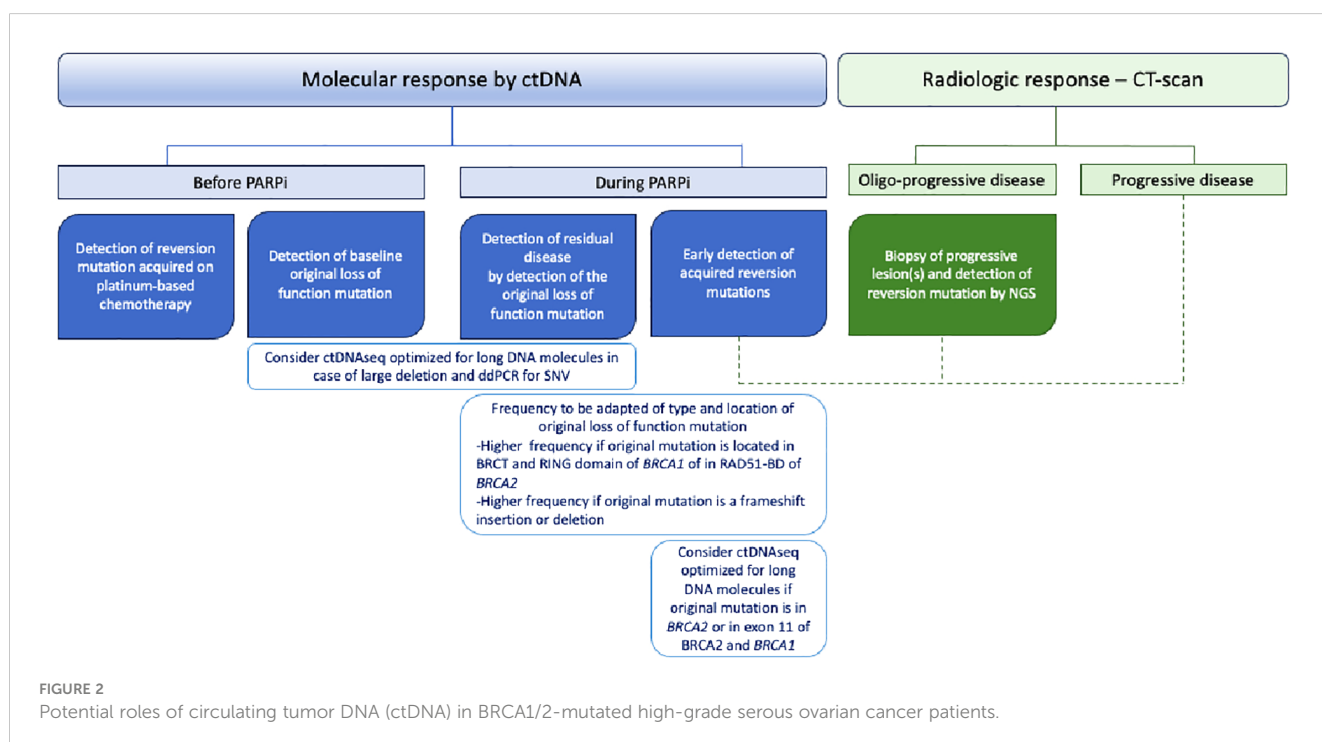 Molecular response by ctDNA
Radiologic response – CT-scan
Before PARPi
During PARPi
Oligo-progressive disease
Progressive disease
Detection of reversion
mutation acquired on
platinum-based
chemotherapy
Detection of baseline
original loss of
function mutation
Detection of residual
disease
by detection of the
original loss of
function mutation
Early detection of
acquired reversion
mutations
Biopsy of progressive
lesion(s) and detection of
reversion mutation by NGS
Consider ctDNAseq optimized for long DNA molecules in
case of large deletion and ddPCR for SNV
Frequency to be adapted of type and location of
original loss of function mutation
-Higher frequency if original mutation is located in
BRCT and RING domain of BRCA1 of in RAD51-BD of
BRCA2
-Higher frequency if original mutation is a frameshift
insertion or deletion
Consider ctDNAseq
optimized for long
DNA molecules if
original mutation is in
BRCA2 or in exon 11 of
BRCA2 and BRCA1
FIGURE 2
Potential roles of circulating tumor DNA (ctDNA) in BRCA1/2-mutated high-grade serous ovarian cancer patients.